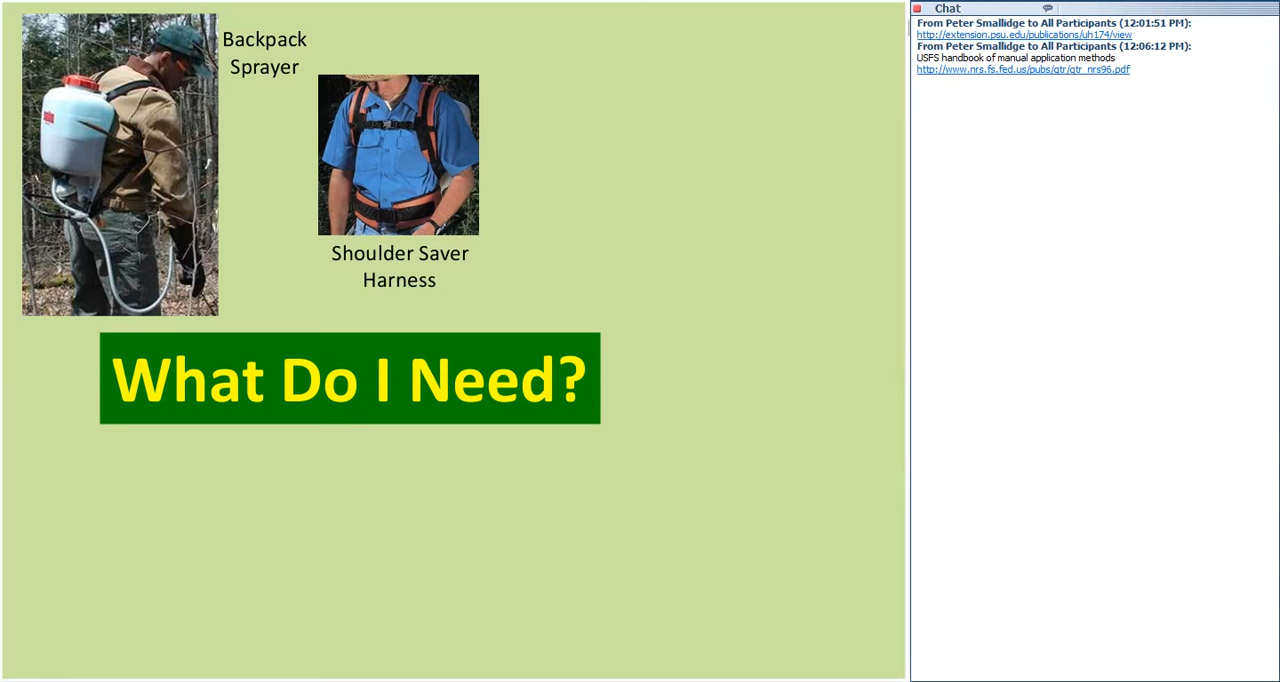 Backpack
Sprayer
Shoulder Saver
Harness
What Do I Need?
Chat
From Peter Smallidge to All Participants (12:01:51 PM):
http://extension.psu.edu/publications/uh174/view
From Peter Smallidge to All Participants (12:06:12 PM):
USFS handbook of manual application methods
http://www.nrs.fs.fed.us/pubs/gtr/gtr_nrs96.pdf